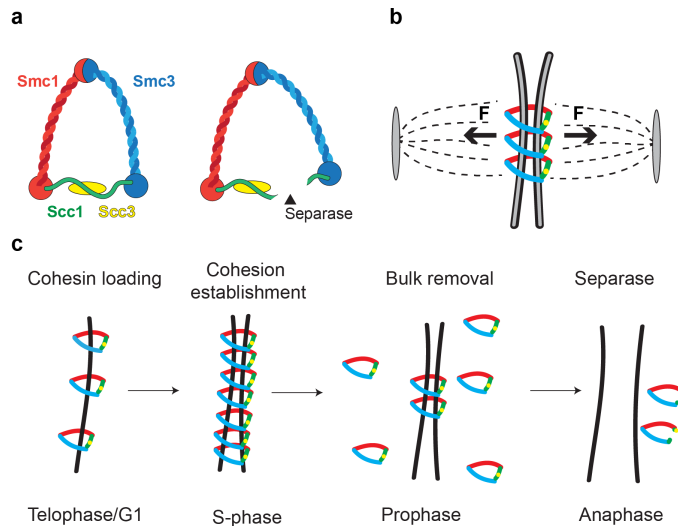 a
Smc1
Smc3
Scc1
Scc3
Separase
b
F
F
c
Cohesin loading
Cohesion
establishment
Bulk removal
Separase
Telophase/G1
S-phase
Prophase
Anaphase